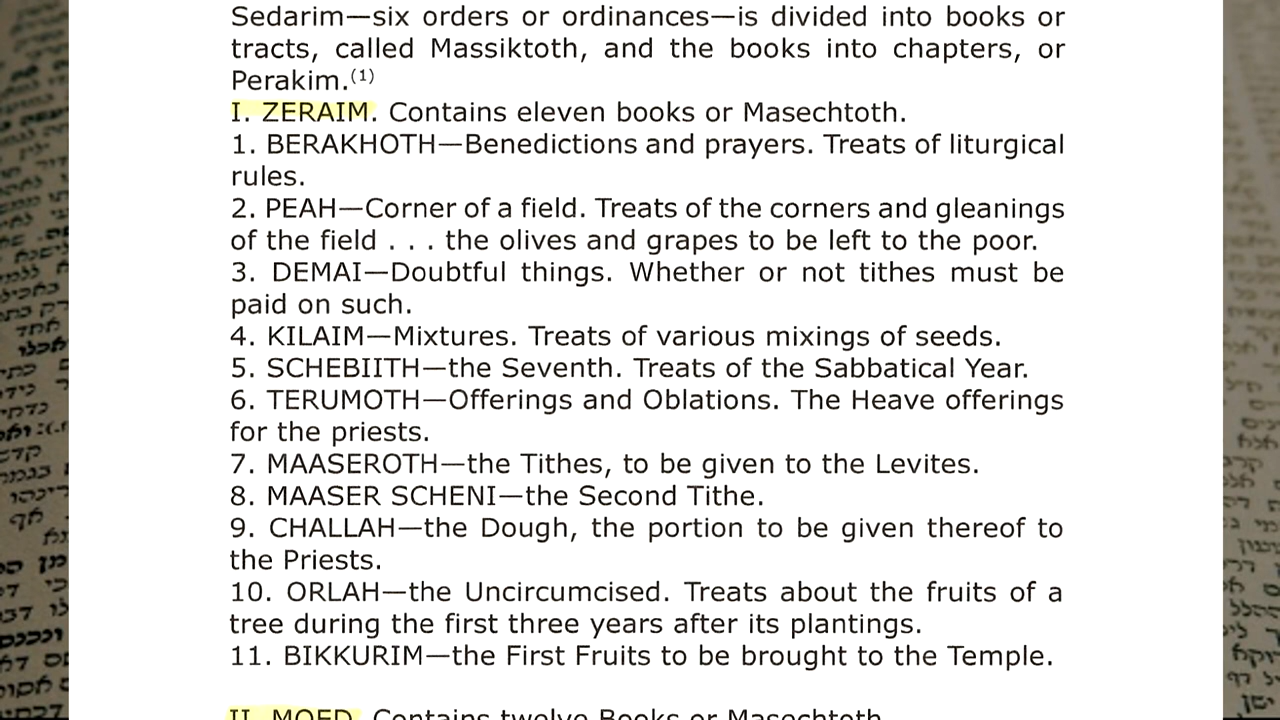 Sedarim—six orders or ordinances—is divided into books or
tracts, called Massiktoth, and the books into chapters, or
Perakim.(1)
I. ZERAIM. Contains eleven books or Masechtoth.
1. BERAKHOTH—Benedictions and prayers. Treats of liturgical
rules.
2. PEAH—Corner of a field. Treats of the corners and gleanings
of the field . . . the olives and grapes to be left to the poor.
3. DEMAI—Doubtful things. Whether or not tithes must be
paid on such.
4. KILAIM—Mixtures. Treats of various mixings of seeds.
5. SCHEBIITH—the Seventh. Treats of the Sabbatical Year.
6. TERUMOTH—Offerings and Oblations. The Heave offerings
for the priests.
7. MAASEROTH—the Tithes, to be given to the Levites.
8. MAASER SCHENI—the Second Tithe.
9. CHALLAH—the Dough, the portion to be given thereof to
the Priests.
10. ORLAH—the Uncircumcised. Treats about the fruits of a
tree during the first three years after its plantings.
11. BIKKURIM—the First Fruits to be brought to the Temple.
II. MOED. Contains twelve Books or Masechtoth